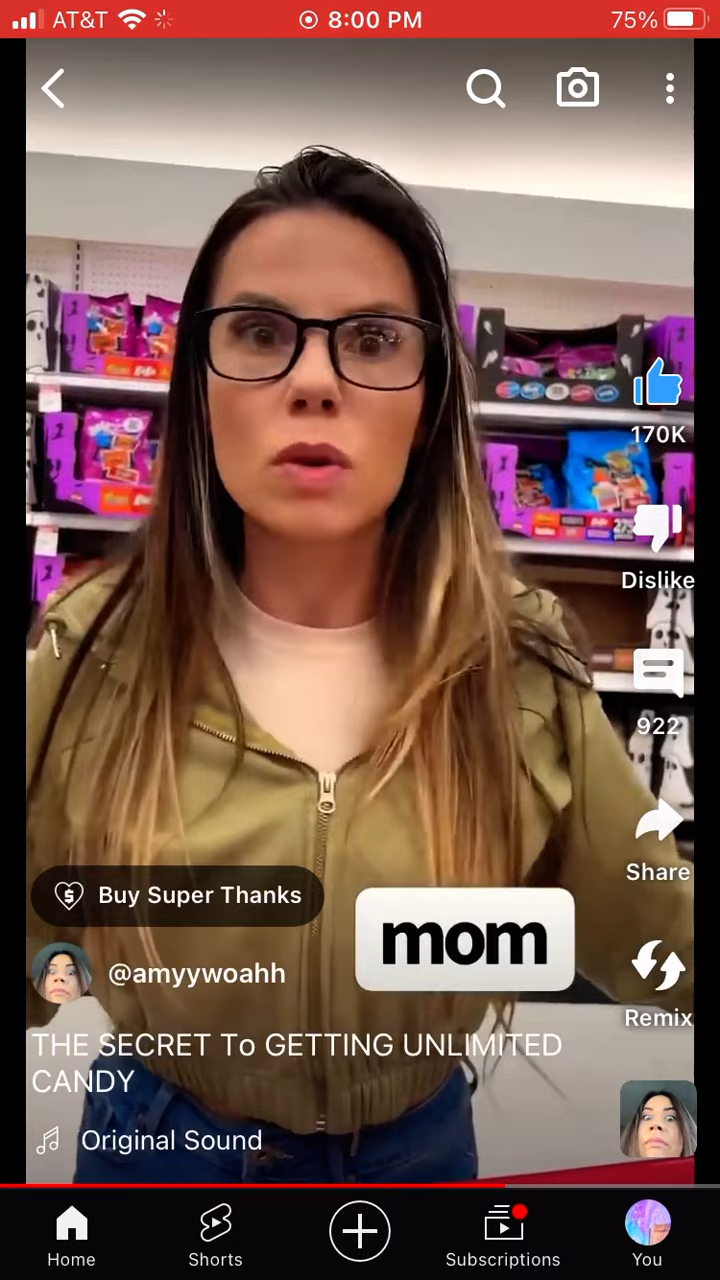 AT&T 8:00 PM 75%
170K
Dislike
922
Share
Buy Super Thanks
mom
@amyywoahh
Remix
THE SECRET To GETTING UNLIMITED
CANDY
Original Sound
Home Shorts Subscriptions You